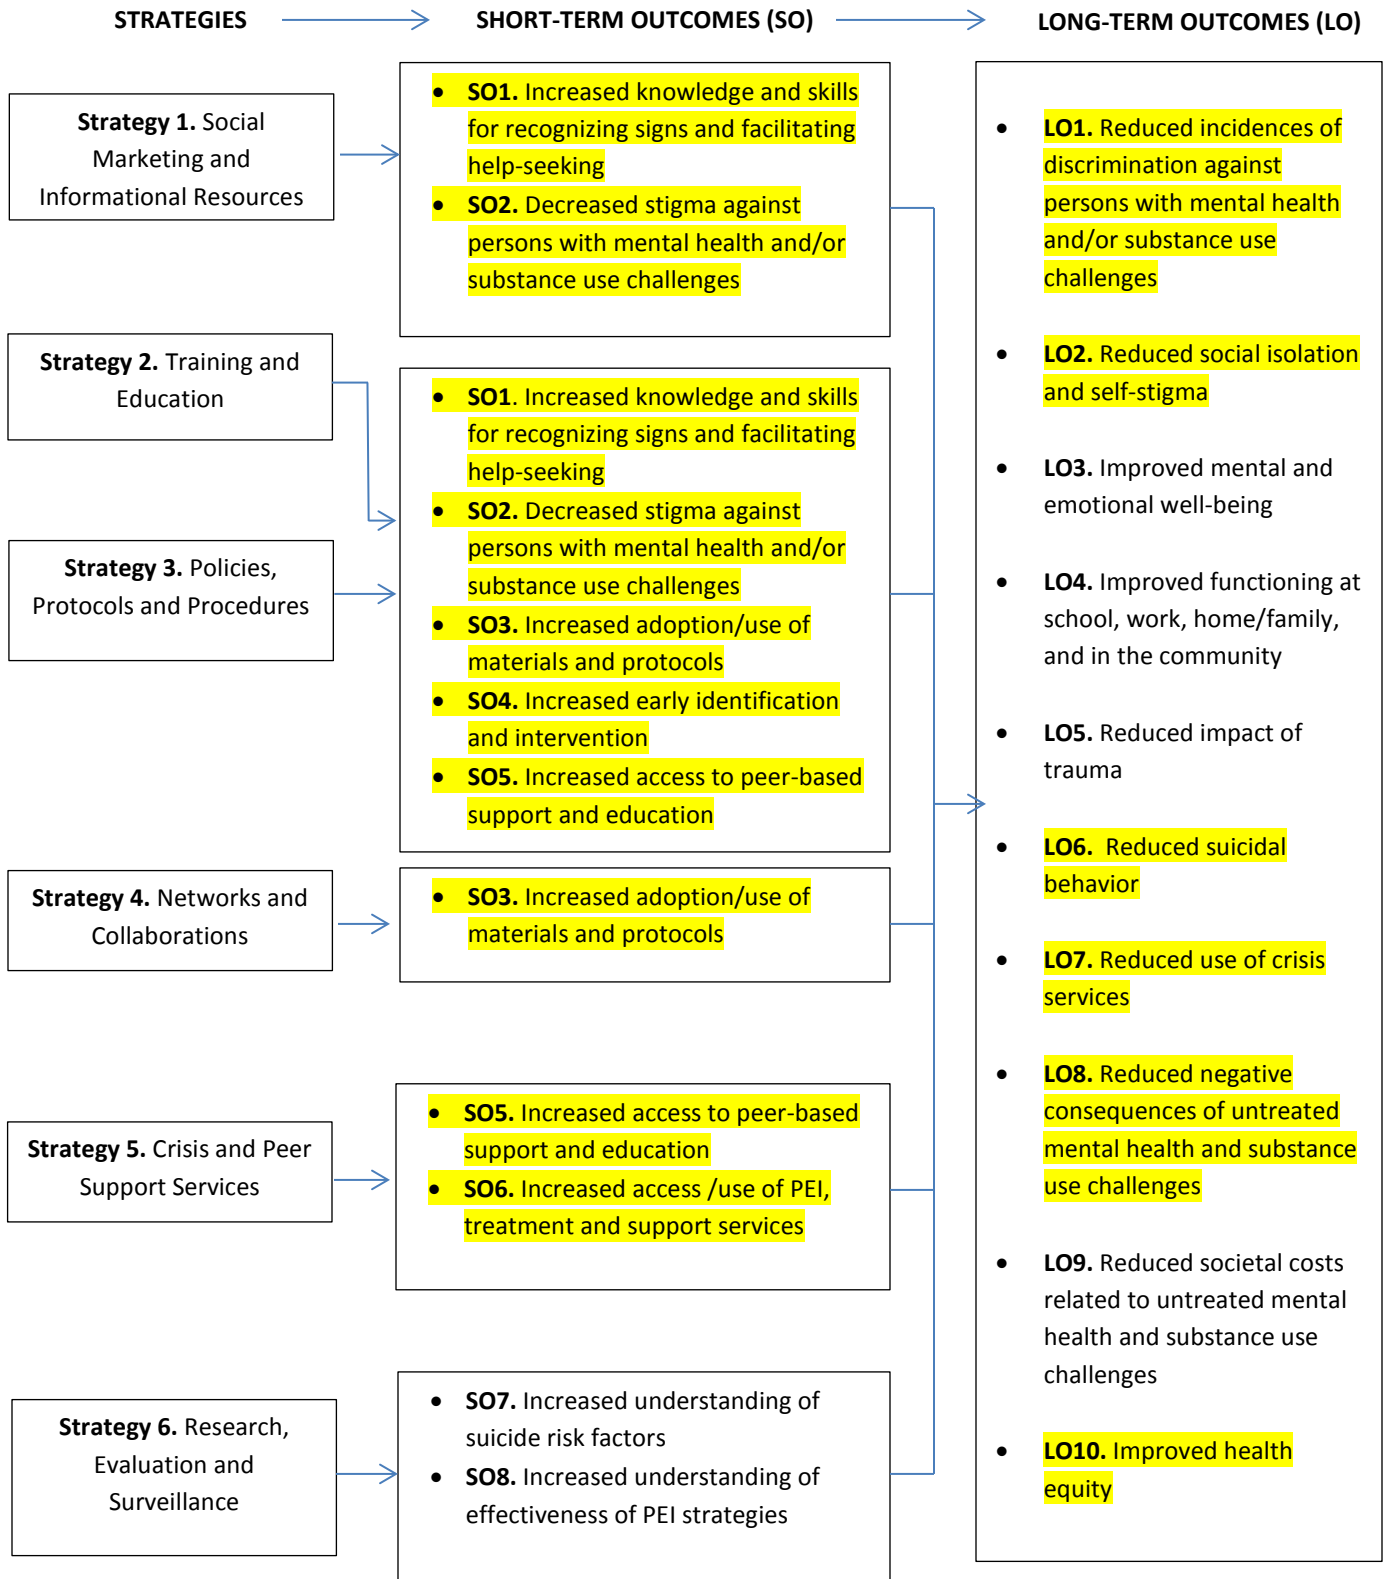 STRATEGIES
SHORT-TERM OUTCOMES (SO)
LONG-TERM OUTCOMES (LO)
Strategy 1. Social
Marketing and
Informational Resources
Strategy 2. Training and
Education
Strategy 3. Policies,
Protocols and Procedures
Strategy 4. Networks and
Collaborations
Strategy 5. Crisis and Peer
Support Services
Strategy 6. Research,
Evaluation and
Surveillance
• SO1. Increased knowledge and skills
for recognizing signs and facilitating
help-seeking
• SO2. Decreased stigma against
persons with mental health and/or
substance use challenges
• SO1. Increased knowledge and skills
for recognizing signs and facilitating
help-seeking
• SO2. Decreased stigma against
persons with mental health and/or
substance use challenges
• SO3. Increased adoption/use of
materials and protocols
• SO4. Increased early identification
and intervention
• SO5. Increased access to peer-based
support and education
• SO3. Increased adoption/use of
materials and protocols
• SO5. Increased access to peer-based
support and education
• SO6. Increased access /use of PEI,
treatment and support services
• SO7. Increased understanding of
suicide risk factors
• SO8. Increased understanding of
effectiveness of PEI strategies
• LO1. Reduced incidences of
discrimination against
persons with mental health
and/or substance use
challenges
• LO2. Reduced social isolation
and self-stigma
• LO3. Improved mental and
emotional well-being
• LO4. Improved functioning at
school, work, home/family,
and in the community
• LO5. Reduced impact of
trauma
• LO6. Reduced suicidal
behavior
• LO7. Reduced use of crisis
services
• LO8. Reduced negative
consequences of untreated
mental health and substance
use challenges
• LO9. Reduced societal costs
related to untreated mental
health and substance use
challenges
• LO10. Improved health
equity